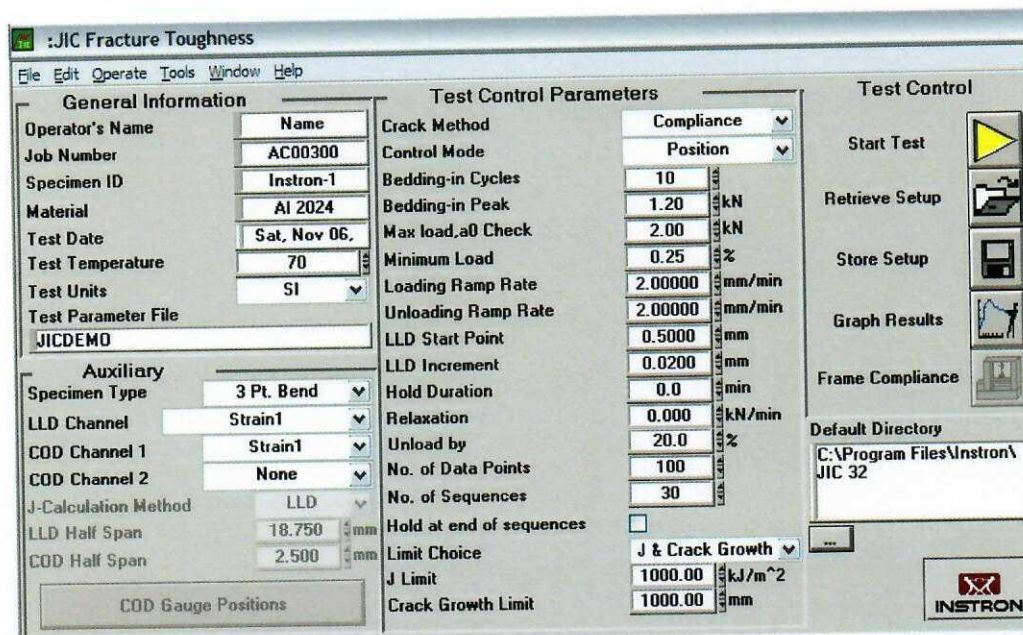 :JIC Fracture Toughness
File Edit Operate Tools Window Help
General Information
Operator's Name Name
Job Number AC00300
Specimen ID Instron-1
Material Al 2024
Test Date Sat, Nov 06,
Test Temperature 70
Test Units SI
Test Parameter File
JICDEMO
Auxiliary
Specimen Type 3 Pt. Bend
LLD Channel Strain1
COD Channel 1 Strain1
COD Channel 2 None
J-Calculation Method LLD
LLD Half Span 18.750 mm
COD Half Span 2.500 mm
COD Gauge Positions
Test Control Parameters
Crack Method Compliance
Control Mode Position
Bedding-in Cycles 10
Bedding-in Peak 1.20 kN
Max load,a0 Check 2.00 kN
Minimum Load 0.25 %
Loading Ramp Rate 2.00000 mm/min
Unloading Ramp Rate 2.00000 mm/min
LLD Start Point 0.5000 mm
LLD Increment 0.0200 mm
Hold Duration 0.0 min
Relaxation 0.000 kN/min
Unload by 20.0 %
No. of Data Points 100
No. of Sequences 30
Hold at end of sequences
Limit Choice J & Crack Growth
J Limit 1000.00 kJ/m^2
Crack Growth Limit 1000.00 mm
Test Control
Start Test
Retrieve Setup
Store Setup
Graph Results
Frame Compliance
Default Directory
C:\Program Files\Instron\
JIC 32
...
INSTRON